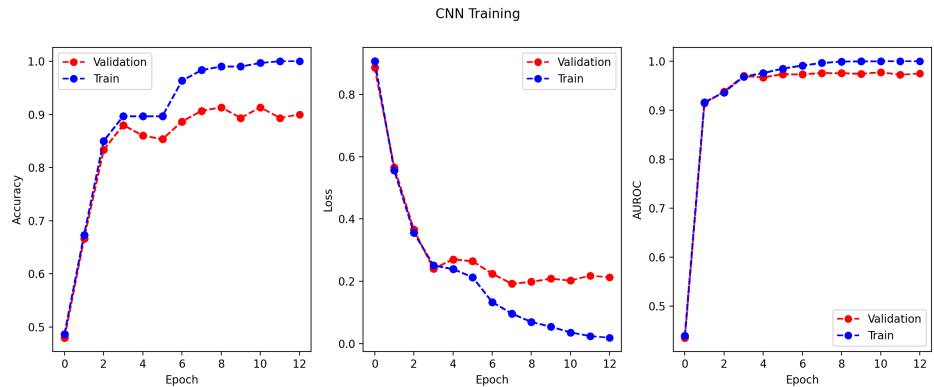 CNN Training
Validation
Train
Accuracy
1.0
0.9
0.8
0.7
0.6
0.5
0 2 4 6 8 10 12
Epoch
Validation
Train
Loss
0.8
0.6
0.4
0.2
0.0
0 2 4 6 8 10 12
Epoch
AUROC
1.0
0.9
0.8
0.7
0.6
0.5
Validation
Train
0 2 4 6 8 10 12
Epoch